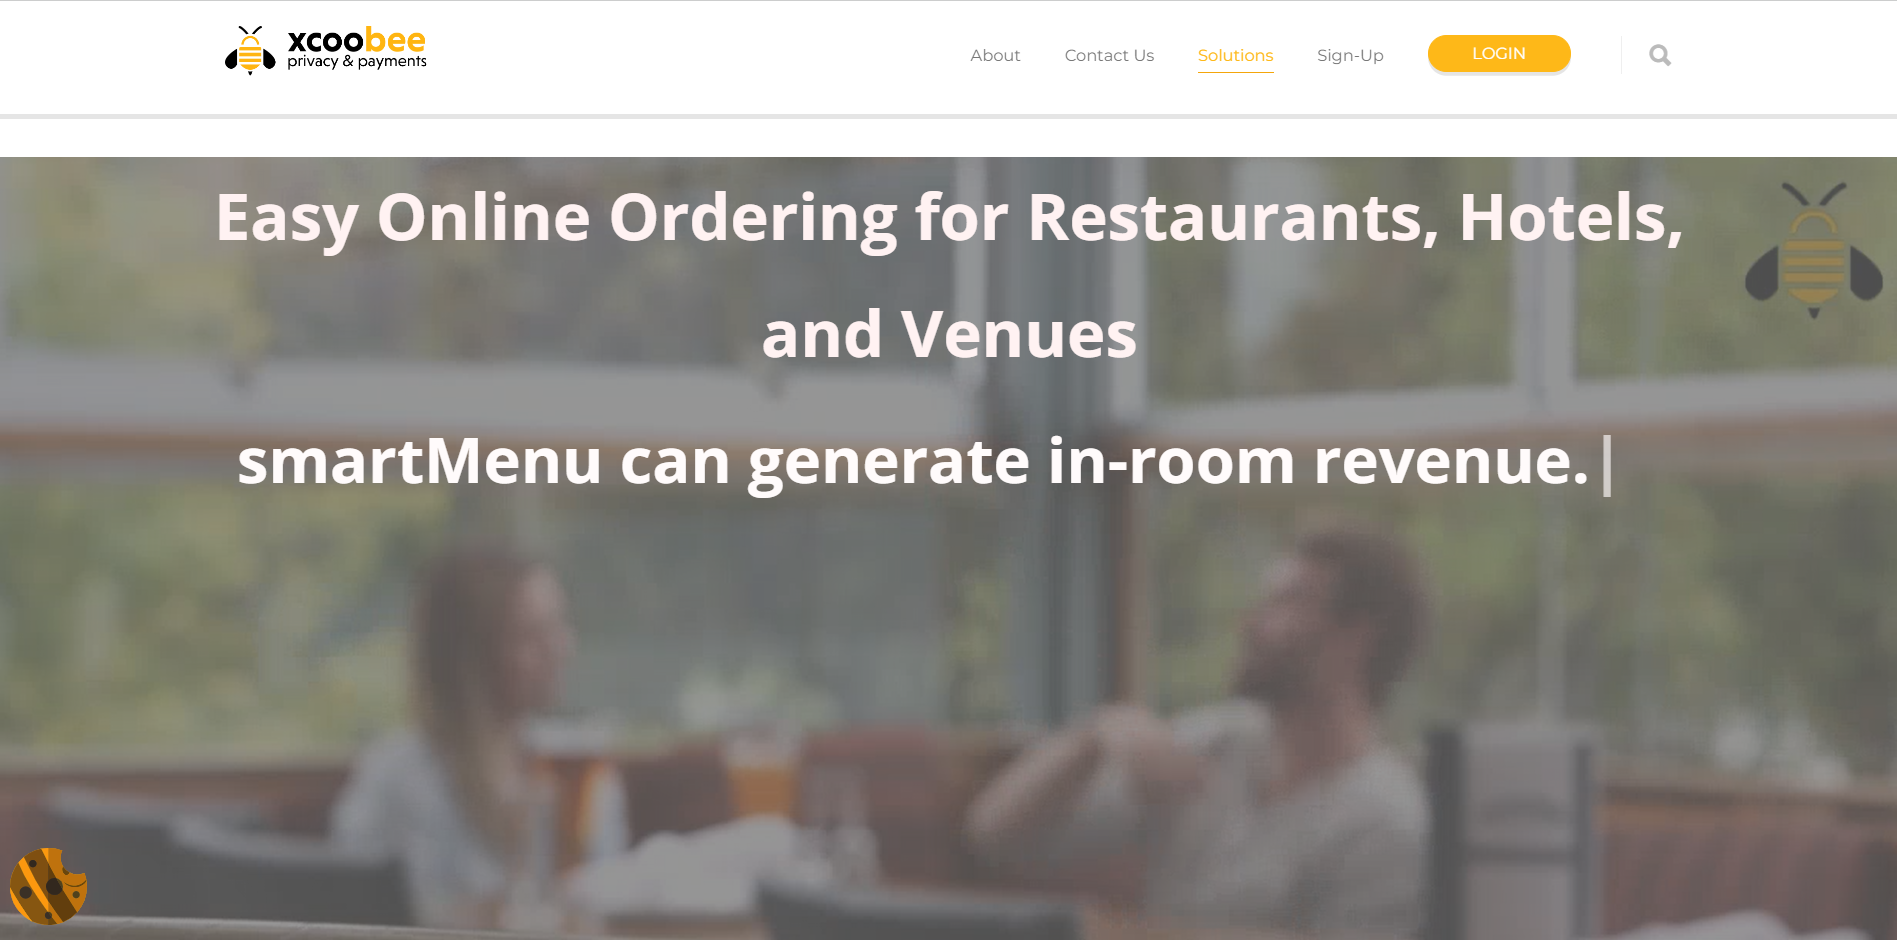 xcoobee
privacy & payments
About
Contact Us
Solutions
Sign-Up
LOGIN
Easy Online Ordering for Restaurants, Hotels,
and Venues
smartMenu can generate in-room revenue.|